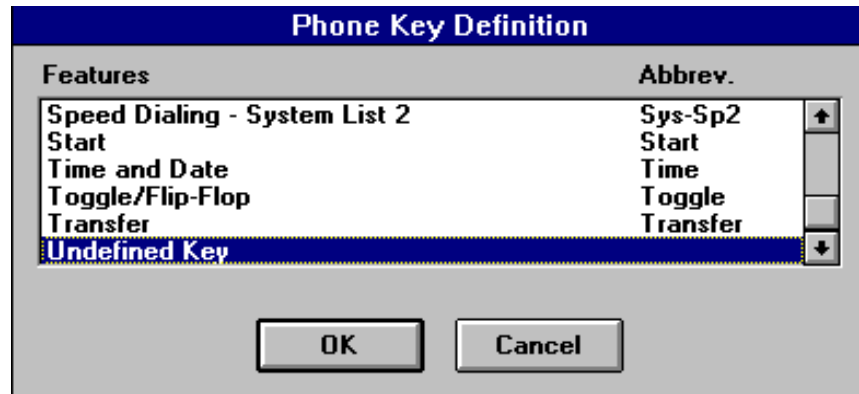 Phone Key Definition
Features Abbrev.
Speed Dialing - System List 2 Sys-Sp2
Start Start
Time and Date Time
Toggle/Flip-Flop Toggle
Transfer Transfer
Undefined Key
OK Cancel